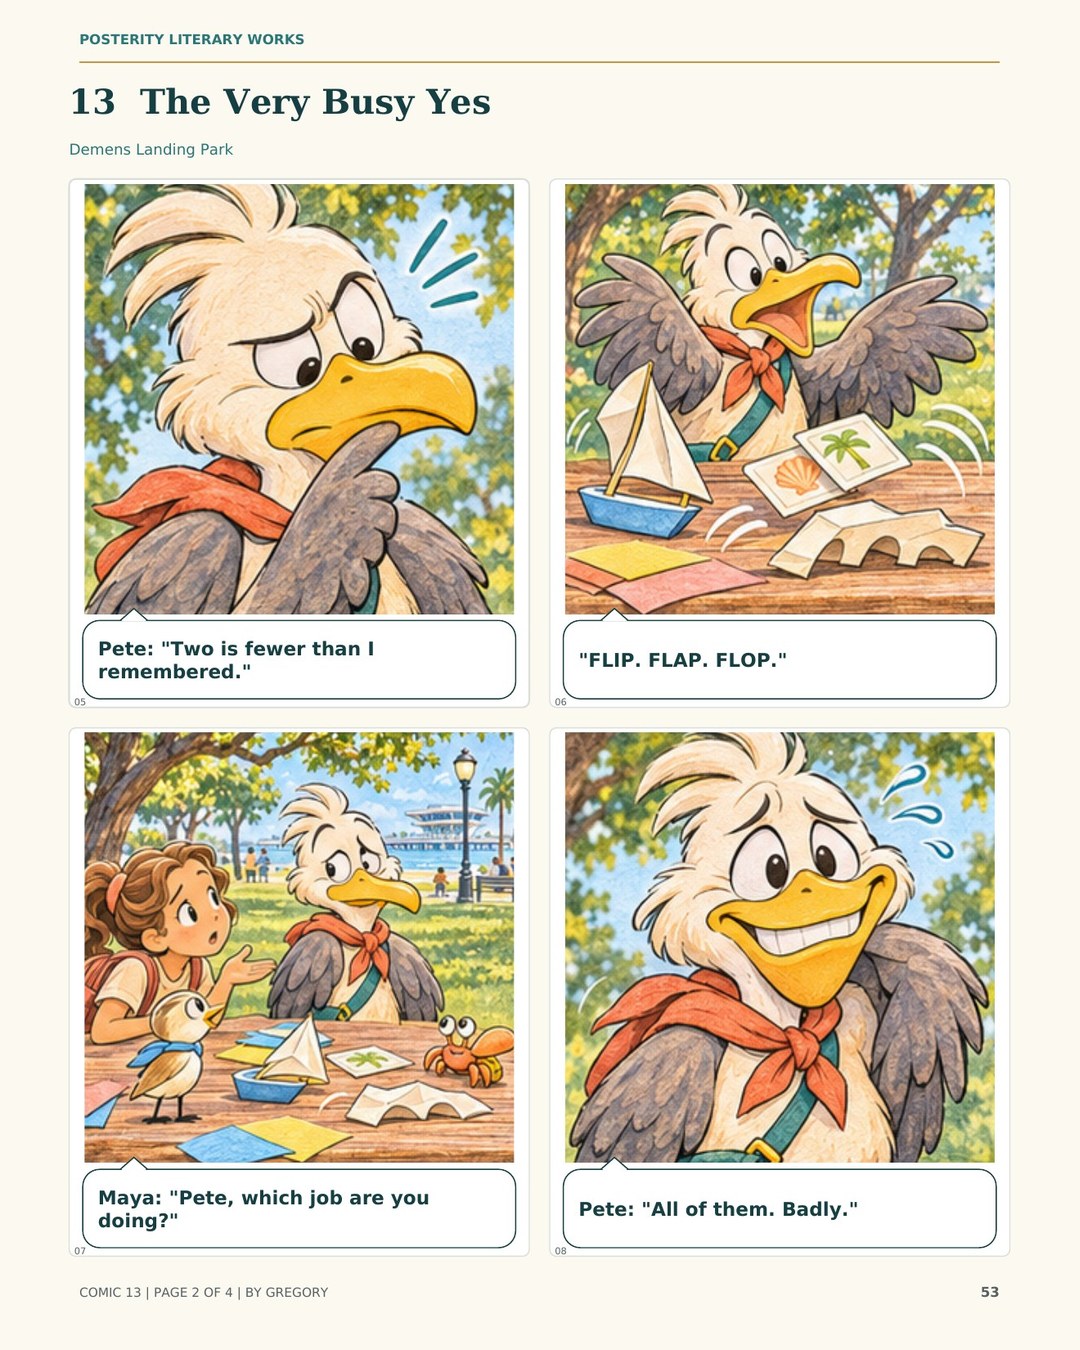 POSTERITY LITERARY WORKS
13 The Very Busy Yes
Demens Landing Park
Pete: "Two is fewer than I
remembered."
05
"FLIP. FLAP. FLOP."
06
Maya: "Pete, which job are you
doing?"
07
Pete: "All of them. Badly."
08
COMIC 13 | PAGE 2 OF 4 | BY GREGORY
53